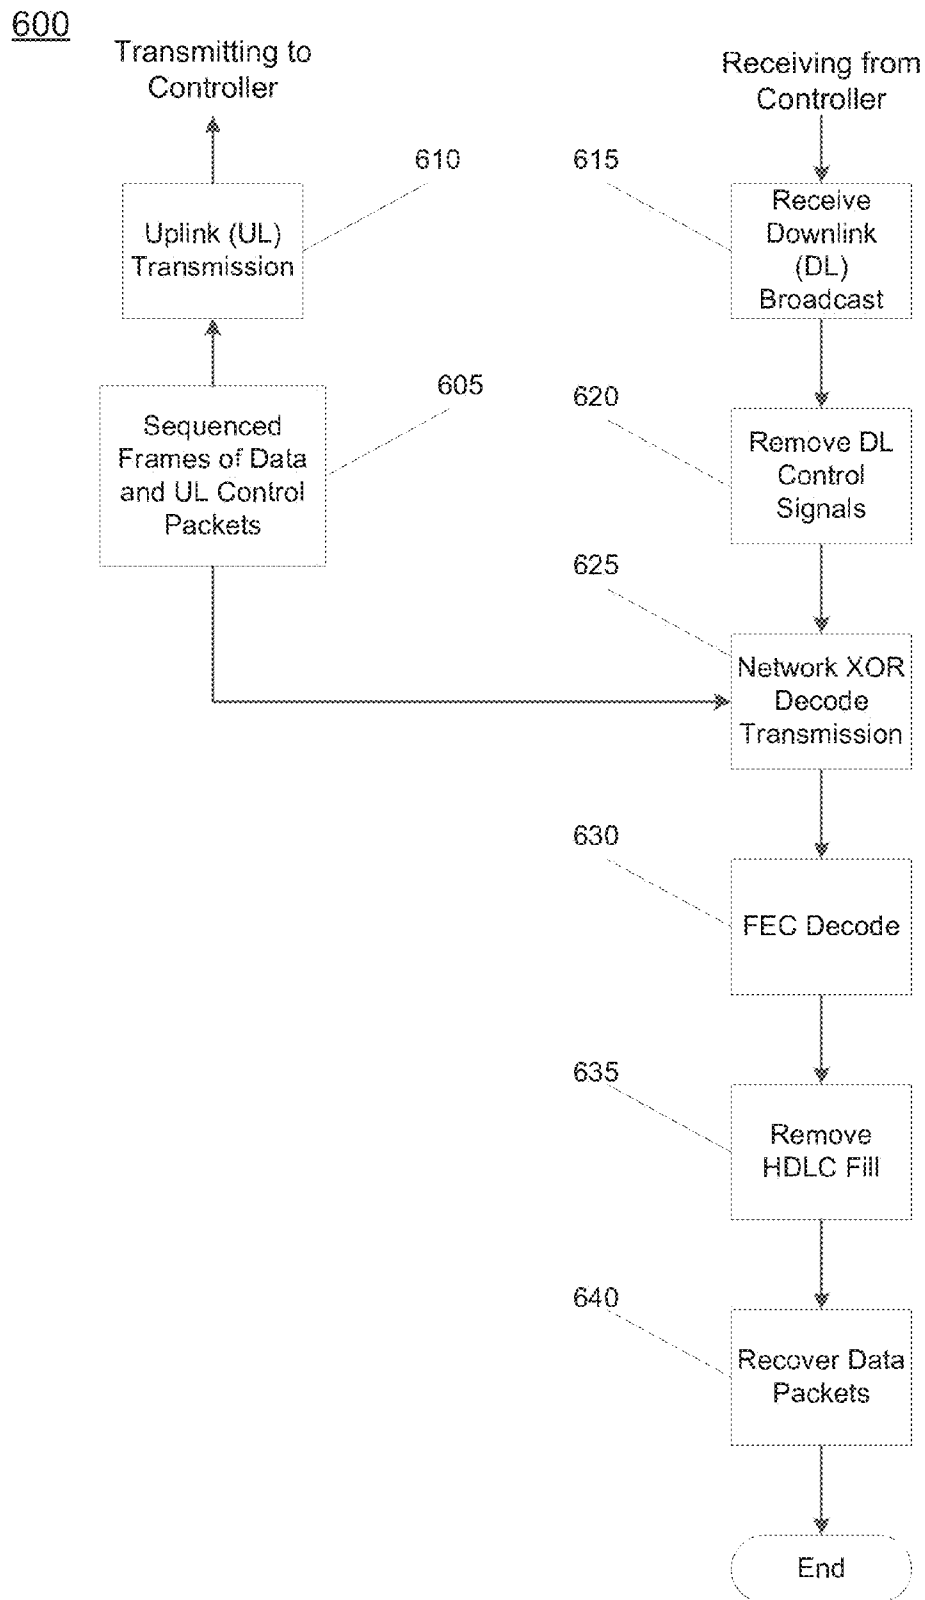 600
Transmitting to
Controller
Receiving from
Controller
610
615
Uplink (UL)
Transmission
Receive
Downlink
(DL)
Broadcast
605
620
Sequenced
Frames of Data
and UL Control
Packets
Remove DL
Control
Signals
625
Network XOR
Decode
Transmission
630
FEC Decode
635
Remove
HDLC Fill
640
Recover Data
Packets
End